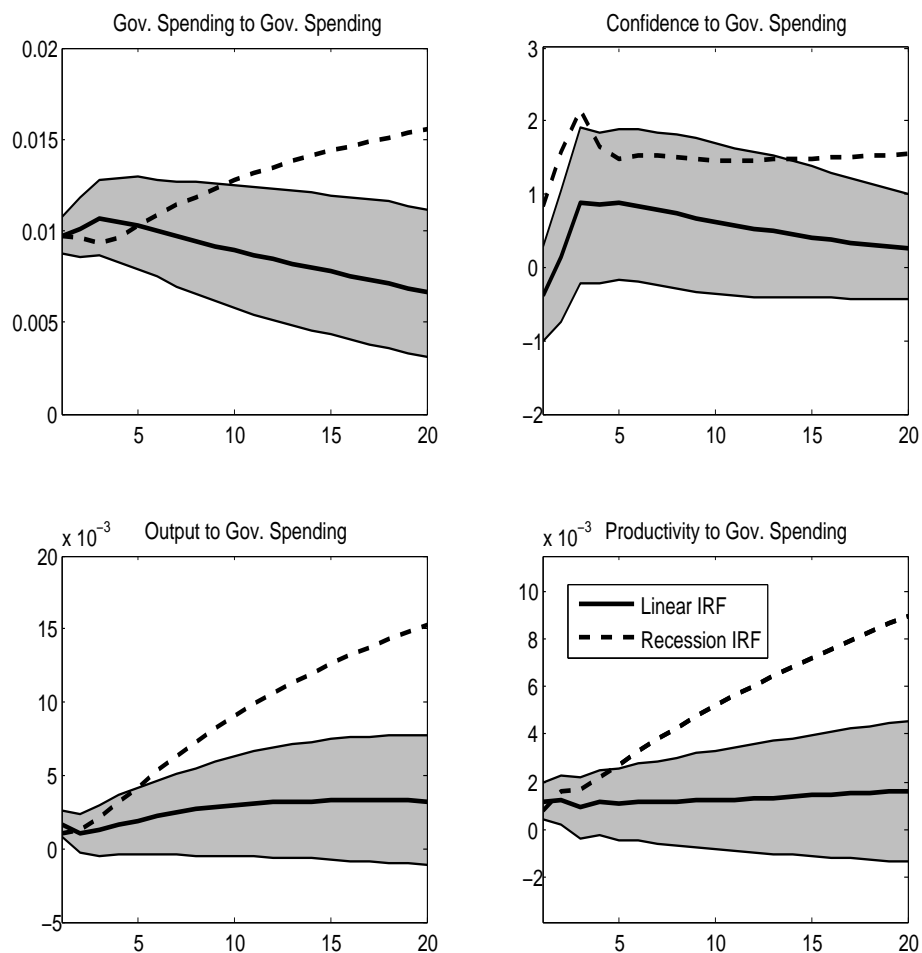 Gov. Spending to Gov. Spending
0.02
0.015
0.01
0.005
0
5 10 15 20
Confidence to Gov. Spending
3
2
1
0
−1
−2
5 10 15 20
Output to Gov. Spending
x 10⁻³
20
15
10
5
0
−5
5 10 15 20
Productivity to Gov. Spending
x 10⁻³
10
8
6
4
2
0
−2
5 10 15 20
Linear IRF
Recession IRF